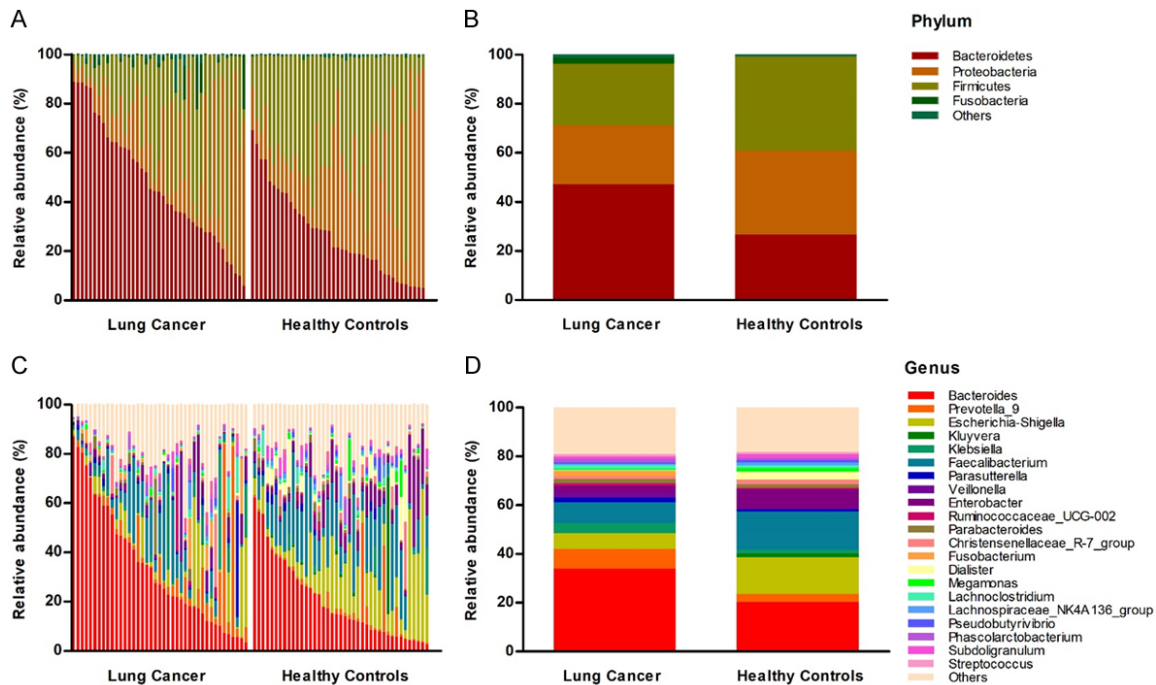 A
B
Phylum
Relative abundance (%)
100
80
60
40
20
0
Lung Cancer
Healthy Controls
Relative abundance (%)
100
80
60
40
20
0
Lung Cancer
Healthy Controls
Bacteroidetes
Proteobacteria
Firmicutes
Fusobacteria
Others
C
D
Genus
Relative abundance (%)
100
80
60
40
20
0
Lung Cancer
Healthy Controls
Relative abundance (%)
100
80
60
40
20
0
Lung Cancer
Healthy Controls
Bacteroides
Prevotella_9
Escherichia-Shigella
Kluyvera
Klebsiella
Faecalibacterium
Parasutterella
Veillonella
Enterobacter
Ruminococcaceae_UCG-002
Parabacteroides
Christensenellaceae_R-7_group
Fusobacterium
Dialister
Megamonas
Lachnoclostridium
Lachnospiraceae_NK4A136_group
Pseudobutyrivibrio
Phascolarctobacterium
Subdoligranulum
Streptococcus
Others